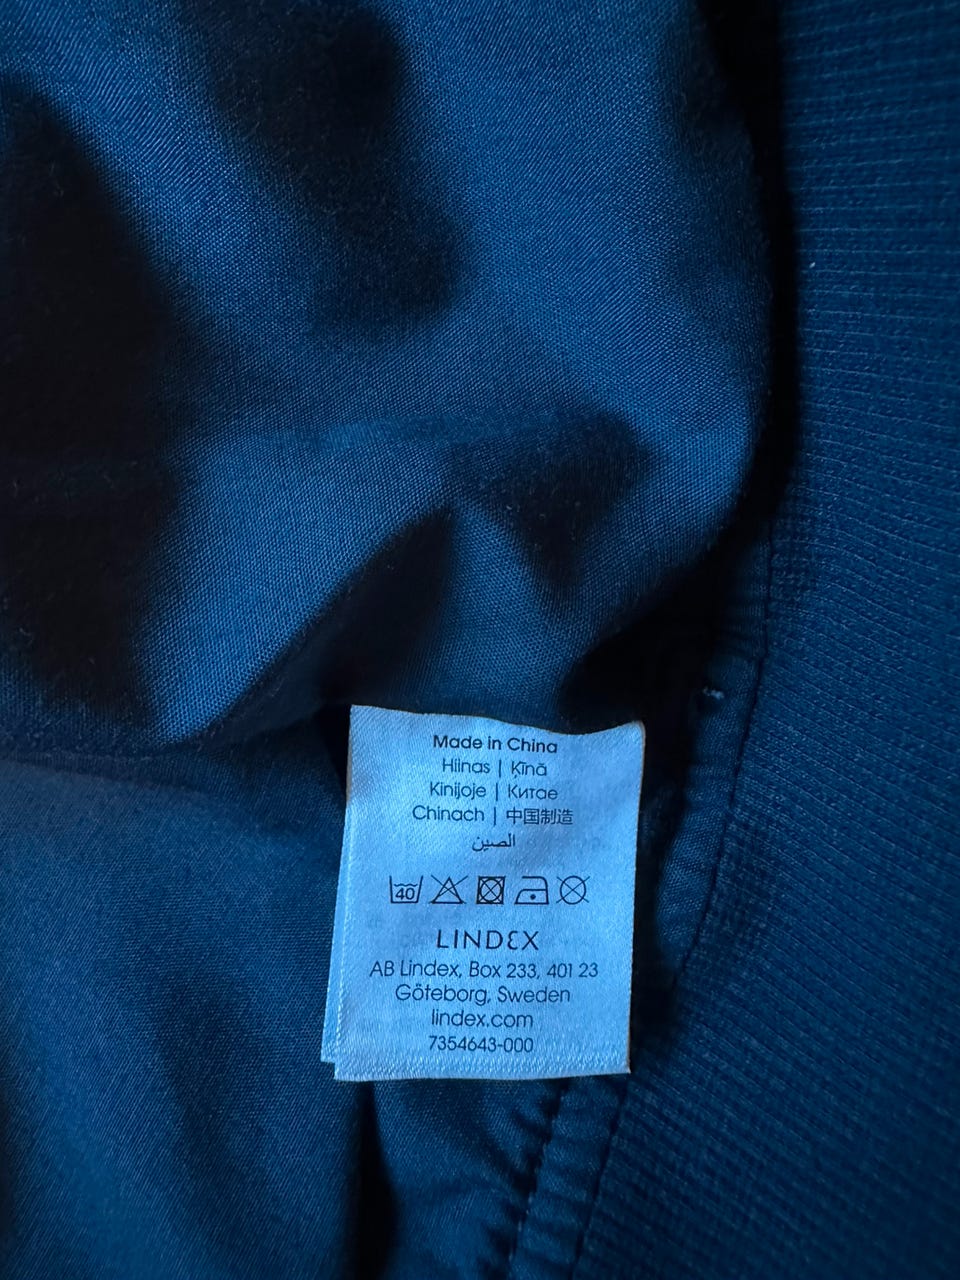 Made in China
Hiinas | Ķīnā
Kinijoje | Китае
Chinach | 中国制造
الصين
40
LINDEX
AB Lindex, Box 233, 401 23
Göteborg, Sweden
lindex.com
7354643-000